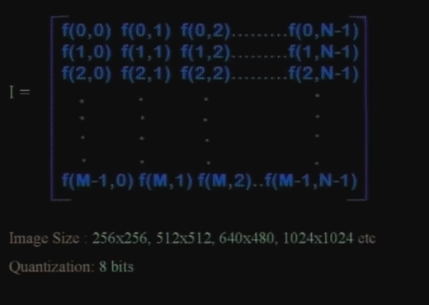 f(0,0) f(0,1) f(0,2).........f(0,N-1)
f(1,0) f(1,1) f(1,2).........f(1,N-1)
f(2,0) f(2,1) f(2,2).........f(2,N-1)
I =
f(M-1,0) f(M,1) f(M,2)..f(M-1,N-1)
Image Size : 256x256, 512x512, 640x480, 1024x1024 etc
Quantization: 8 bits